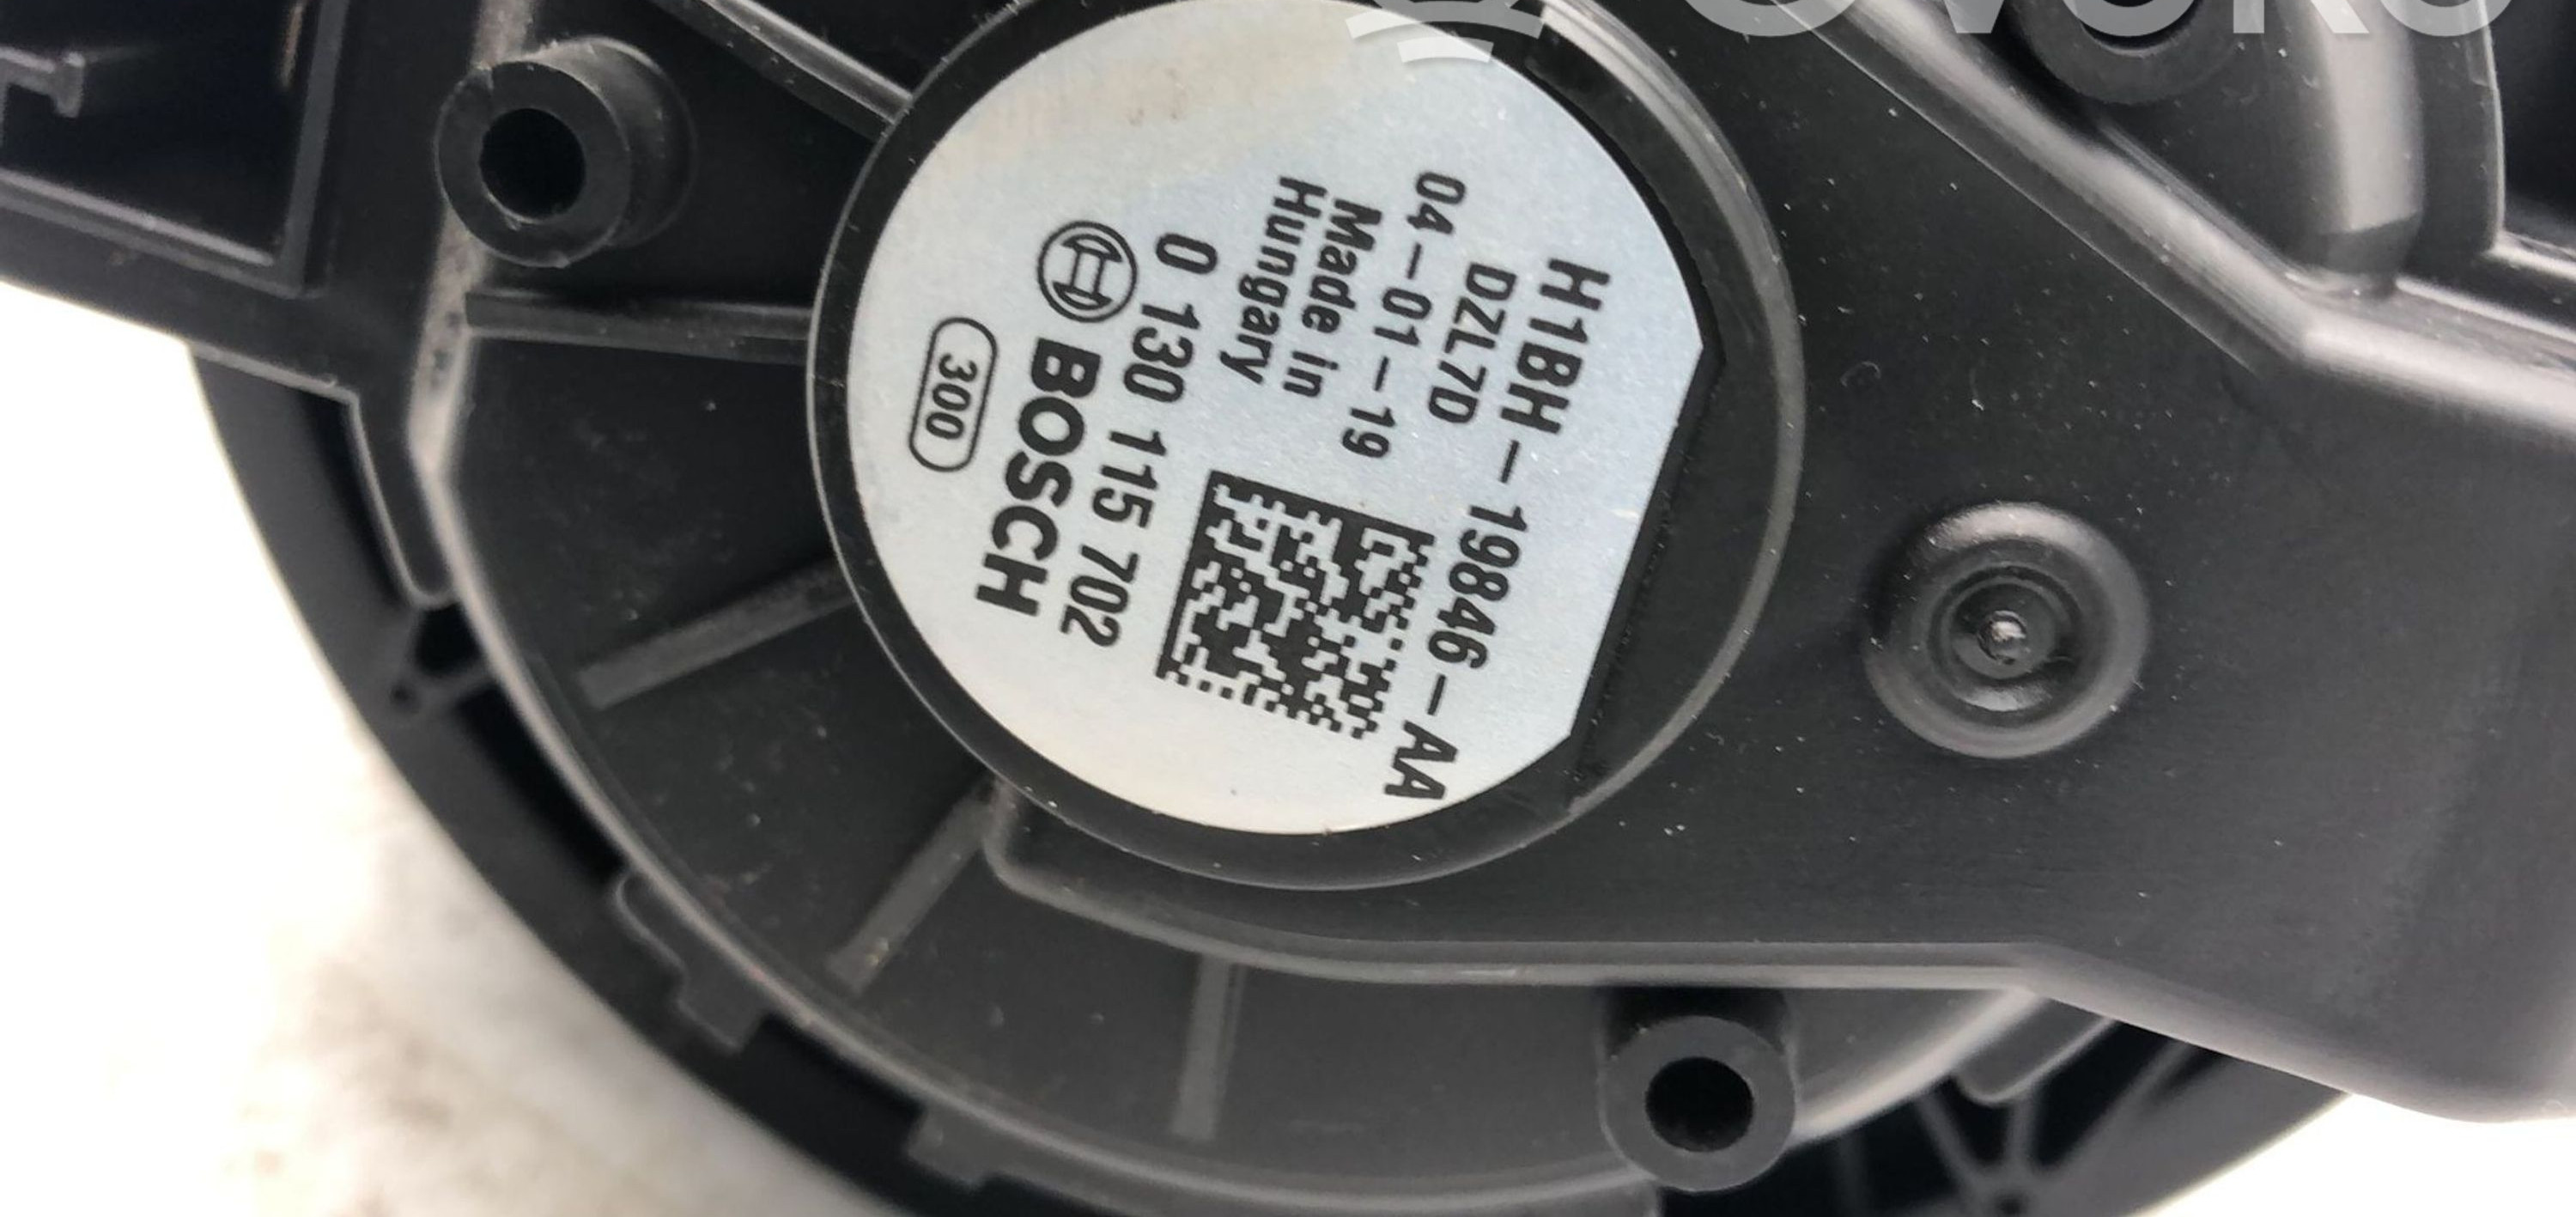 H1BH-19846-AA
DZL7D
04-01-19
Made in
Hungary
0 130 115 702
BOSCH
300